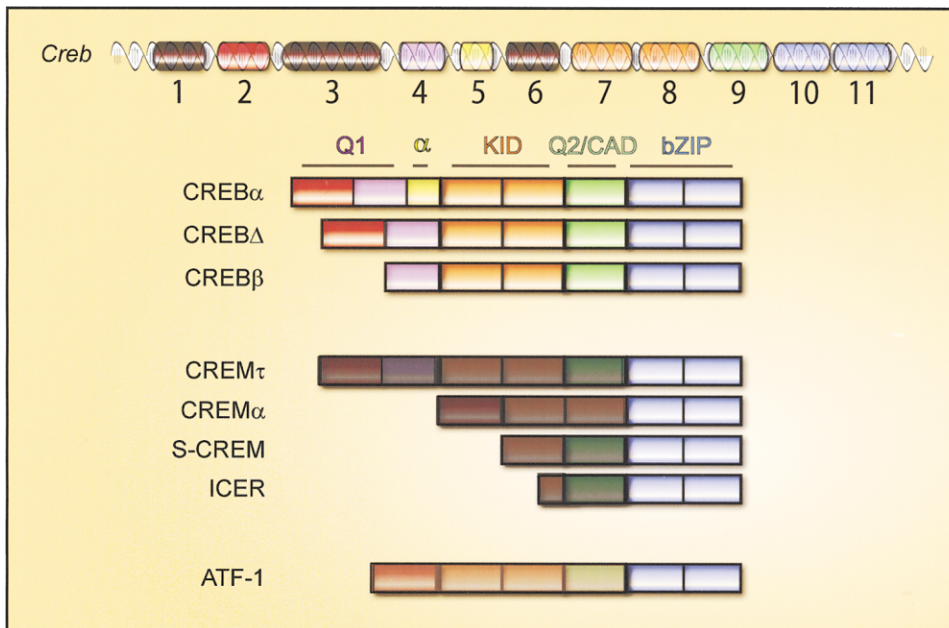 Creb
1 2 3 4 5 6 7 8 9 10 11
Q1 α KID Q2/CAD bZIP
CREBα
CREBΔ
CREBβ
CREMτ
CREMα
S-CREM
ICER
ATF-1